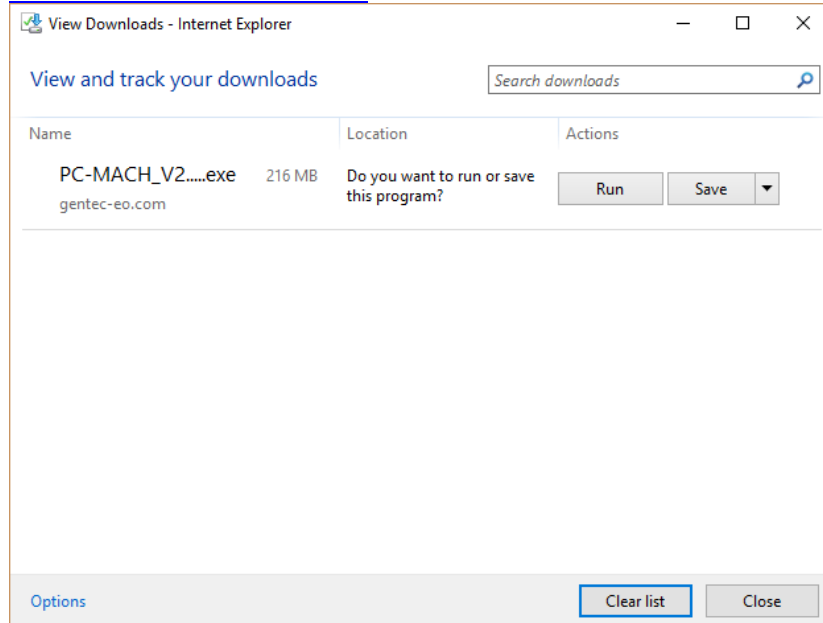 View Downloads - Internet Explorer
View and track your downloads
Search downloads
Name Location Actions
PC-MACH_V2.....exe 216 MB Do you want to run or save
this program? Run Save
gentec-eo.com
Options Clear list Close